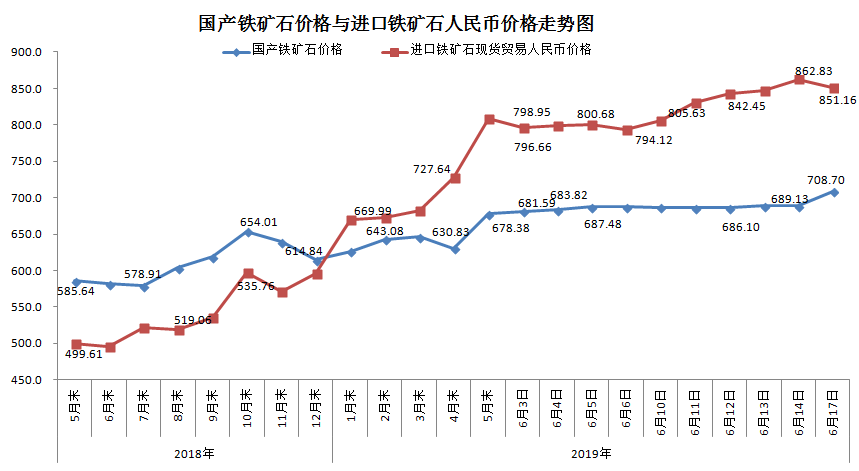 国产铁矿石价格与进口铁矿石人民币价格走势图
国产铁矿石价格
进口铁矿石现货贸易人民币价格
900.0
850.0
800.0
750.0
700.0
650.0
600.0
550.0
500.0
450.0
862.83
851.16
842.45
805.63
794.12
800.68
798.95
796.66
727.64
669.99
535.76
519.06
499.61
708.70
689.13
686.10
687.48
683.82
681.59
678.38
630.83
643.08
614.84
654.01
578.91
585.64
5月末
6月末
7月末
8月末
9月末
10月末
11月末
12月末
1月末
2月末
3月末
4月末
5月末
6月3日
6月4日
6月5日
6月6日
6月10日
6月11日
6月12日
6月13日
6月14日
6月17日
2018年
2019年